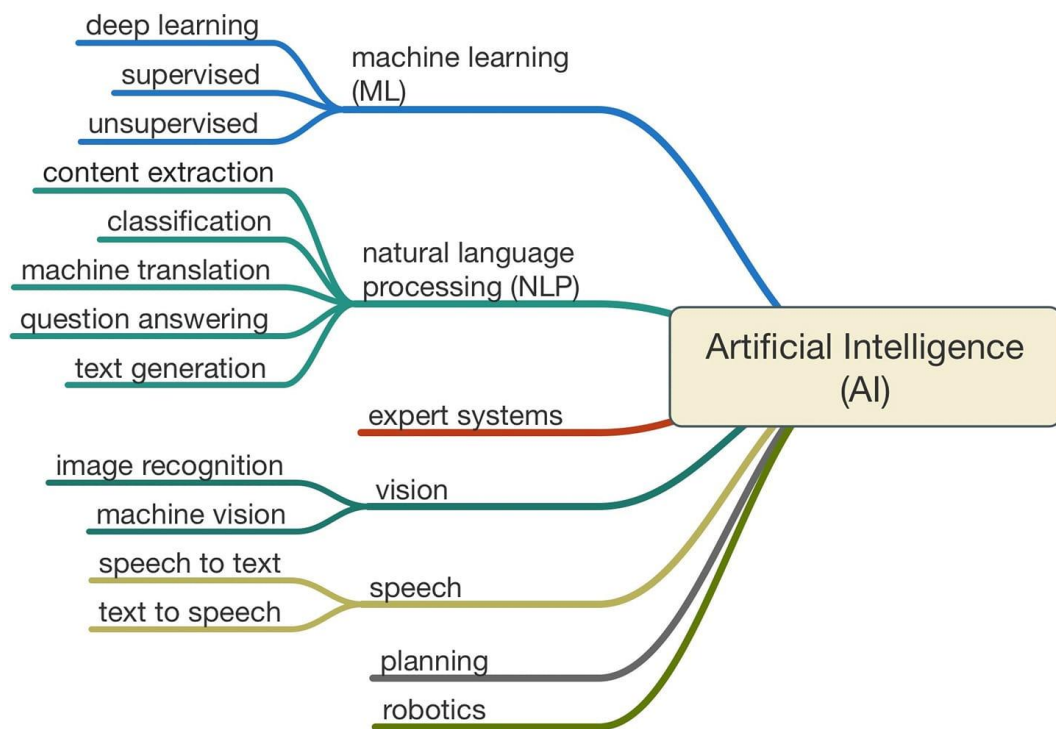 deep learning
supervised
unsupervised
machine learning
(ML)
content extraction
classification
machine translation
question answering
text generation
natural language
processing (NLP)
expert systems
image recognition
machine vision
vision
speech to text
text to speech
speech
planning
robotics
Artificial Intelligence
(AI)